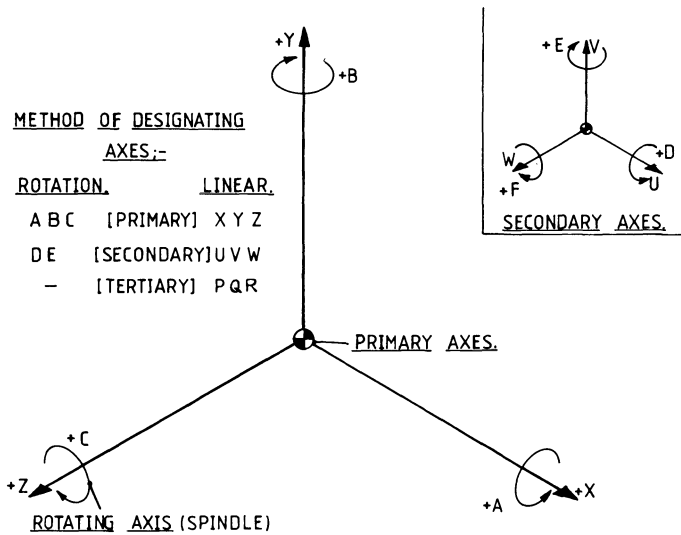 +Y
+B
METHOD OF DESIGNATING
AXES;-
ROTATION. LINEAR.
A B C [PRIMARY] X Y Z
D E [SECONDARY] U V W
- [TERTIARY] P Q R
PRIMARY AXES.
+C
+Z
ROTATING AXIS (SPINDLE)
+A
+X
+E V
W
+F
+D
U
SECONDARY AXES.